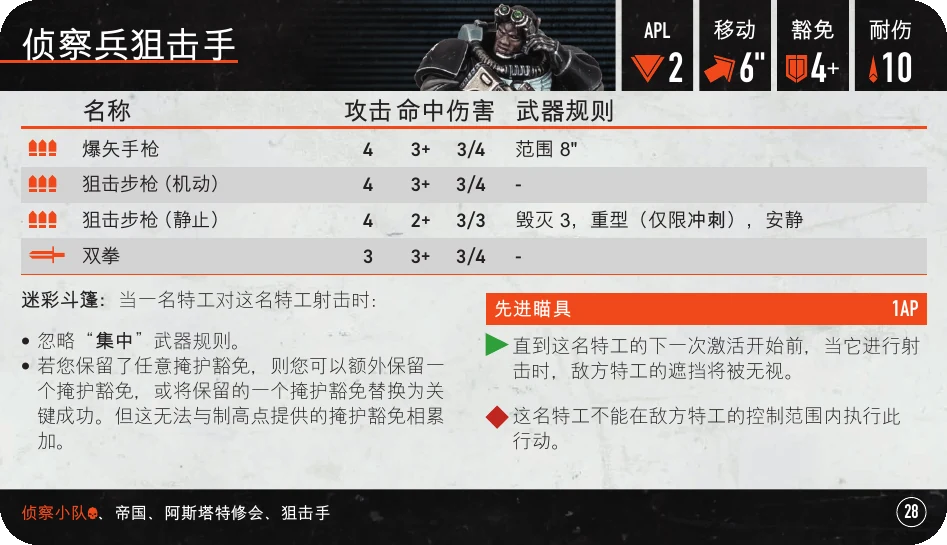 侦察兵狙击手
APL 移动 豁免 耐伤
2 6" 4+ 10
名称 攻击 命中 伤害 武器规则
爆矢手枪 4 3+ 3/4 范围 8"
狙击步枪（机动） 4 3+ 3/4 -
狙击步枪（静止） 4 2+ 3/3 毁灭 3，重型（仅限冲刺），安静
双拳 3 3+ 3/4 -
迷彩斗篷：当一名特工对这名特工射击时：
• 忽略“集中”武器规则。
• 若您保留了任意掩护豁免，则您可以额外保留一
个掩护豁免，或将保留的一个掩护豁免替换为关
键成功。但这无法与制高点提供的掩护豁免相累
加。
先进瞄具 1AP
直到这名特工的下一次激活开始前，当它进行射
击时，敌方特工的遮挡将被无视。
这名特工不能在敌方特工的控制范围内执行此
行动。
侦察小队、帝国、阿斯塔特修会、狙击手
28